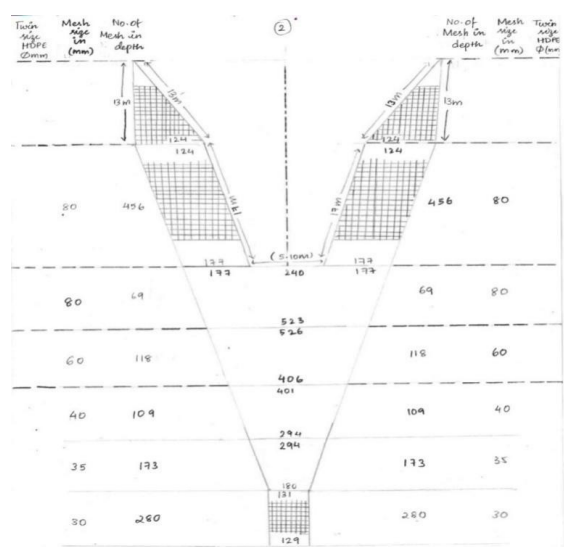 Twin size HDPE Ømm
Mesh size in (mm)
No. of Mesh in depth
2
No. of Mesh in depth
Mesh size in (mm)
Twin size HDPE
13m 13m 13m 13m
124 124
124 124
80 456 17m 456 80
177 (5-10m) 177
177 240 177
80 69 69 80
523
526
60 118 118 60
406
401
40 109 109 40
294
294
35 173 173 35
180
131
30 280 280 30
129